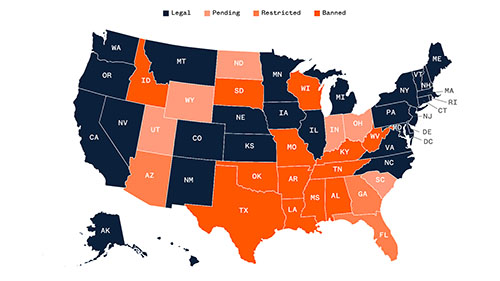 Legal Pending Restricted Banned
WA
MT
ND
MN
ME
VT
NH
OR
ID
SD
WI
MI
NY
MA
WY
RI
CT
NE
IA
PA
NJ
NV
UT
IL
IN
OH
MD
DE
CA
CO
KS
MO
KY
WV
VA
DC
NC
TN
AZ
NM
OK
AR
SC
MS
AL
GA
TX
LA
AK
FL